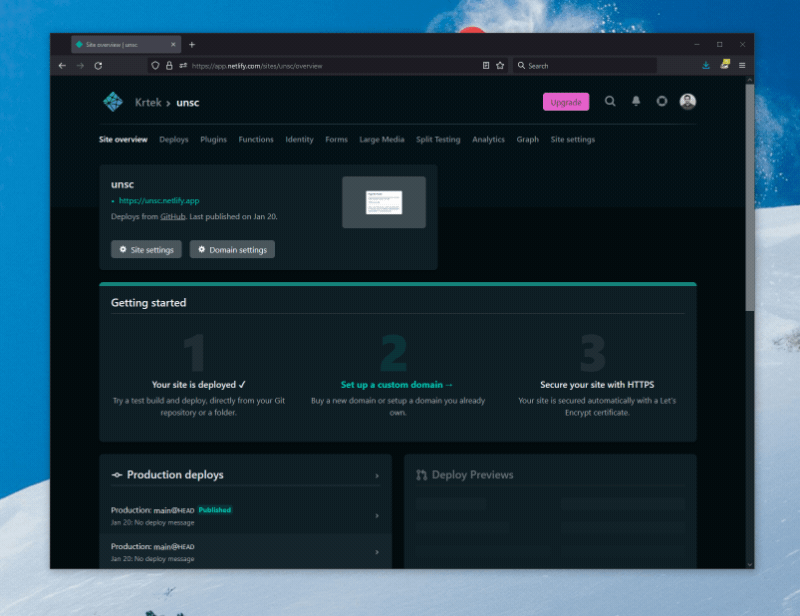 Site overview | unsc
https://app.netlify.com/sites/unsc/overview
Search
Krtek > unsc
Upgrade
Site overview Deploys Plugins Functions Identity Forms Large Media Split Testing Analytics Graph Site settings
unsc
https://unsc.netlify.app
Deploys from GitHub. Last published on Jan 20.
Site settings Domain settings
Getting started
1 2 3
Your site is deployed ✓
Try a test build and deploy, directly from your Git
repository or a folder.
Set up a custom domain →
Buy a new domain or setup a domain you already
own.
Secure your site with HTTPS
Your site is secured automatically with a Let's
Encrypt certificate.
Production deploys
Production: main@HEAD Published
Jan 20: No deploy message
Production: main@HEAD
Jan 20: No deploy message
Deploy Previews